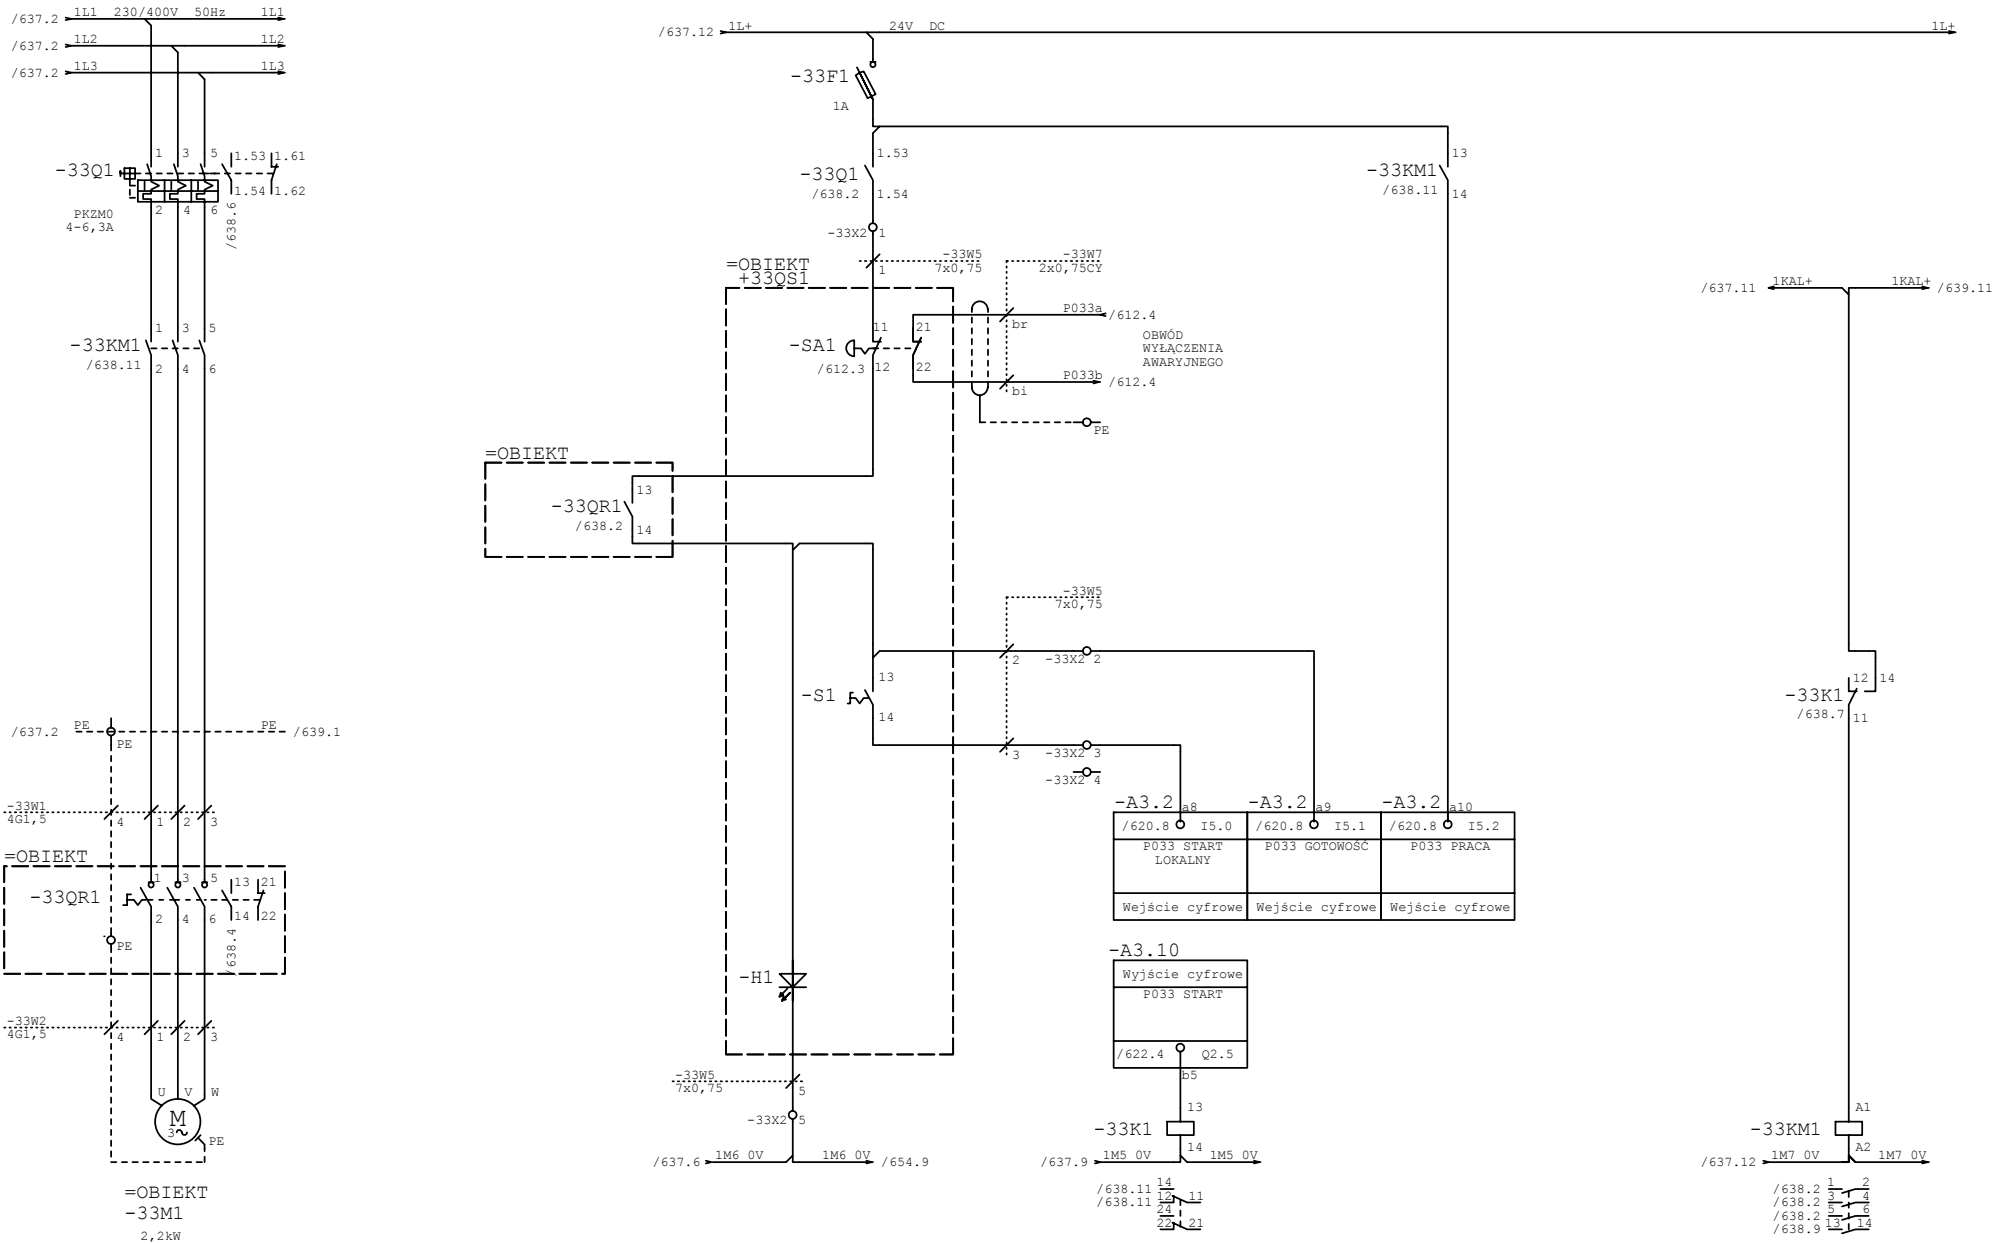 /637.2 1L1 230/400V 50Hz 1L1
/637.2 1L2 1L2
/637.2 1L3 1L3
-33Q1
1 3 5 1.53 1.61
2 4 6 1.54 1.62
PKZM0
4-6,3A
/638.6
-33KM1
/638.11
1 3 5
2 4 6
/637.2 PE PE /639.1
PE
-33W1
4G1,5
4 1 2 3
=OBIEKT
-33QR1
1 3 5 13 21
2 4 6 14 22
PE
/638.4
-33W2
4G1,5
4 1 2 3
U V W
M
3~
PE
=OBIEKT
-33M1
2,2kW
/637.12 1L+ 24V DC 1L+
-33F1
1A
-33Q1
/638.2
1.53
1.54
-33X2 1
-33W5
7x0,75
1
-33W7
2x0,75CY
=OBIEKT
+33QS1
-SA1
/612.3
11 21
12 22
br P033a /612.4
OBWÓD
WYŁĄCZENIA
AWARYJNEGO
bi P033b /612.4
PE
=OBIEKT
-33QR1
/638.2
13
14
-33W5
7x0,75
2 -33X2 2
-S1
13
14
3 -33X2 3
-33X2 4
-33KM1
/638.11
13
14
-A3.2 a8 -A3.2 a9 -A3.2 a10
/620.8 I5.0 /620.8 I5.1 /620.8 I5.2
P033 START
LOKALNY
P033 GOTOWOŚĆ
P033 PRACA
Wejście cyfrowe Wejście cyfrowe Wejście cyfrowe
-A3.10
Wyjście cyfrowe
P033 START
/622.4 Q2.5
b5
-H1
-33W5
7x0,75
5
-33X2 5
/637.6 1M6 0V 1M6 0V /654.9
-33K1
13
14
/637.9 1M5 0V 1M5 0V
/638.11 14
/638.11 12 11
24
22 21
/637.11 1KAL+ 1KAL+ /639.11
-33K1
/638.7
12 14
11
-33KM1
A1
A2
/637.12 1M7 0V 1M7 0V
/638.2 1 2
/638.2 3 4
/638.2 5 6
/638.9 13 14